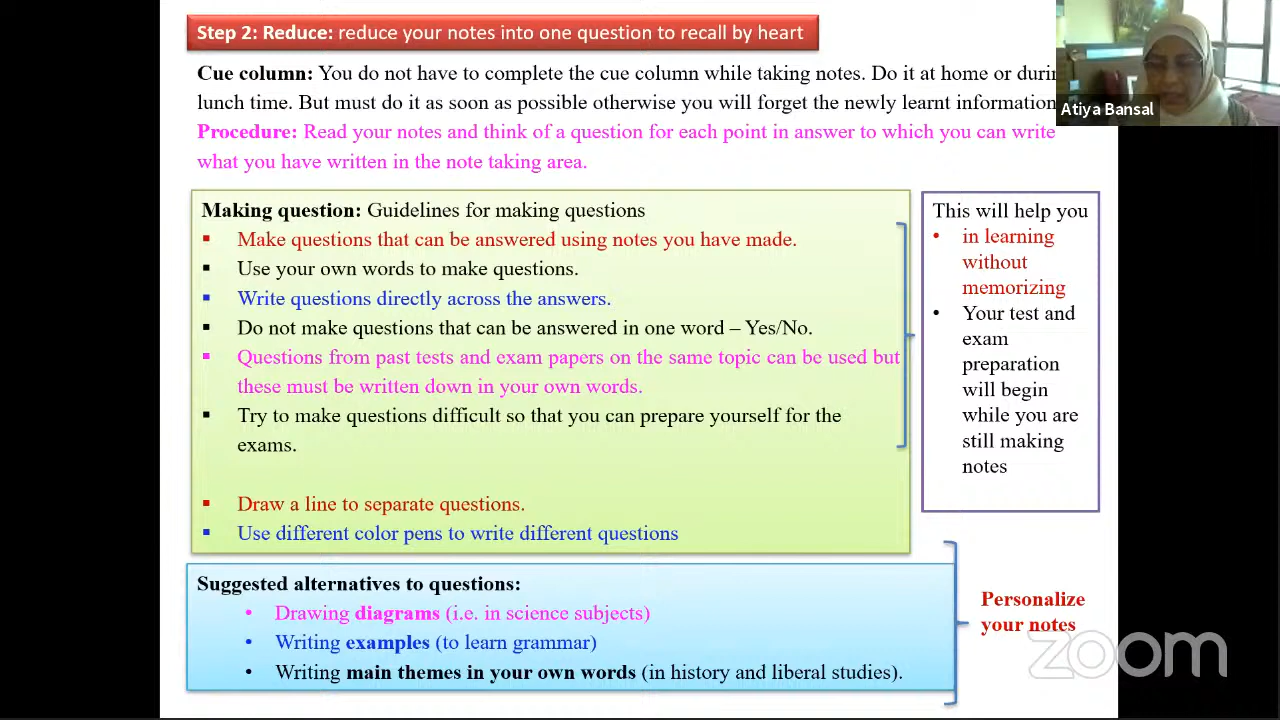 Step 2: Reduce: reduce your notes into one question to recall by heart
Cue column: You do not have to complete the cue column while taking notes. Do it at home or
lunch time. But must do it as soon as possible otherwise you will forget the newly learnt information
Atiya Bansal
Procedure: Read your notes and think of a question for each point in answer to which you can write
what you have written in the note taking area.
Making question: Guidelines for making questions
▪ Make questions that can be answered using notes you have made.
▪ Use your own words to make questions.
▪ Write questions directly across the answers.
▪ Do not make questions that can be answered in one word – Yes/No.
▪ Questions from past tests and exam papers on the same topic can be used but
these must be written down in your own words.
▪ Try to make questions difficult so that you can prepare yourself for the
exams.
▪ Draw a line to separate questions.
▪ Use different color pens to write different questions
This will help you
• in learning
without
memorizing
• Your test and
exam
preparation
will begin
while you are
still making
notes
Suggested alternatives to questions:
• Drawing diagrams (i.e. in science subjects)
• Writing examples (to learn grammar)
• Writing main themes in your own words (in history and liberal studies).
Personalize
your notes
zoom